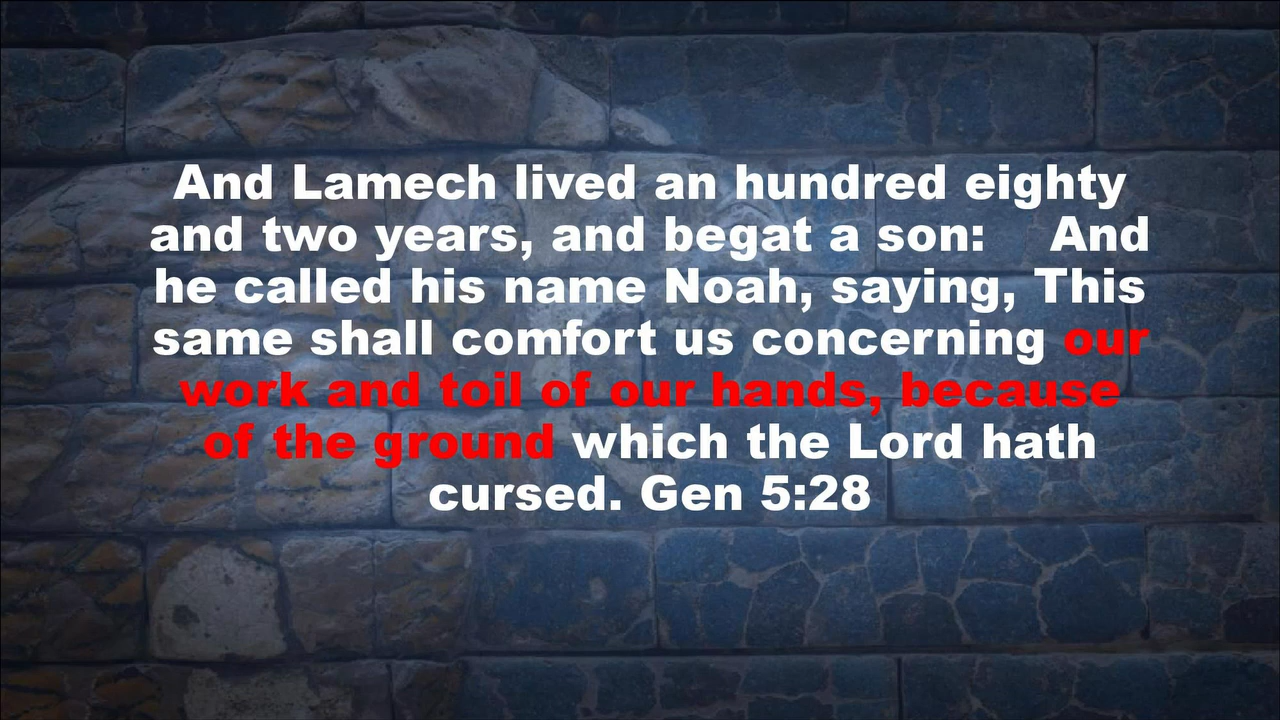 And Lamech lived an hundred eighty
and two years, and begat a son: And
he called his name Noah, saying, This
same shall comfort us concerning our
work and toil of our hands, because
of the ground which the Lord hath
cursed. Gen 5:28